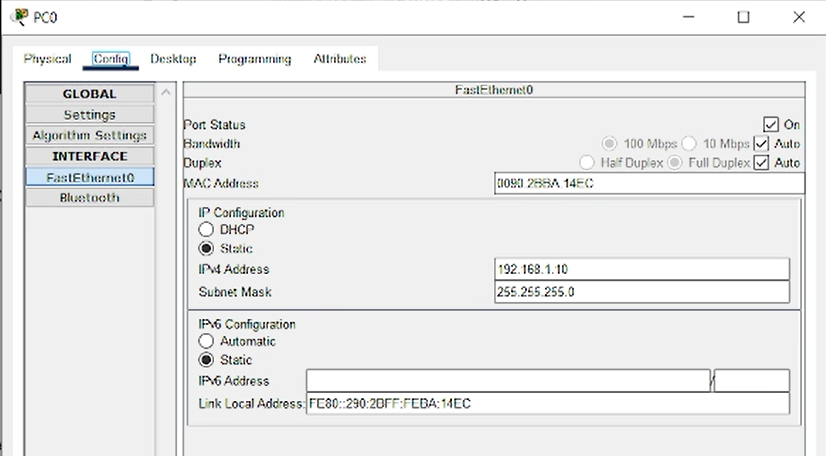 PC0
Physical Config Desktop Programming Attributes
GLOBAL
Settings
Algorithm Settings
INTERFACE
FastEthernet0
Bluetooth
FastEthernet0
Port Status On
Bandwidth 100 Mbps 10 Mbps Auto
Duplex Half Duplex Full Duplex Auto
MAC Address 0090.2BBA.14EC
IP Configuration
DHCP
Static
IPv4 Address 192.168.1.10
Subnet Mask 255.255.255.0
IPv6 Configuration
Automatic
Static
IPv6 Address /
Link Local Address: FE80::290:2BFF:FEBA:14EC